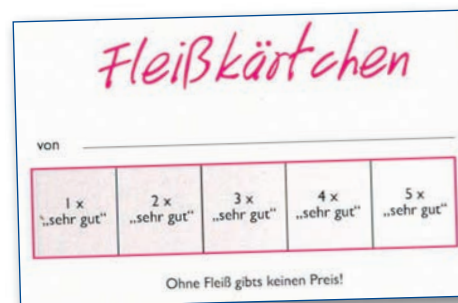 Fleißkärtchen
von
1 x 2 x 3 x 4 x 5 x
„sehr gut“ „sehr gut“ „sehr gut“ „sehr gut“ „sehr gut“
Ohne Fleiß gibts keinen Preis!